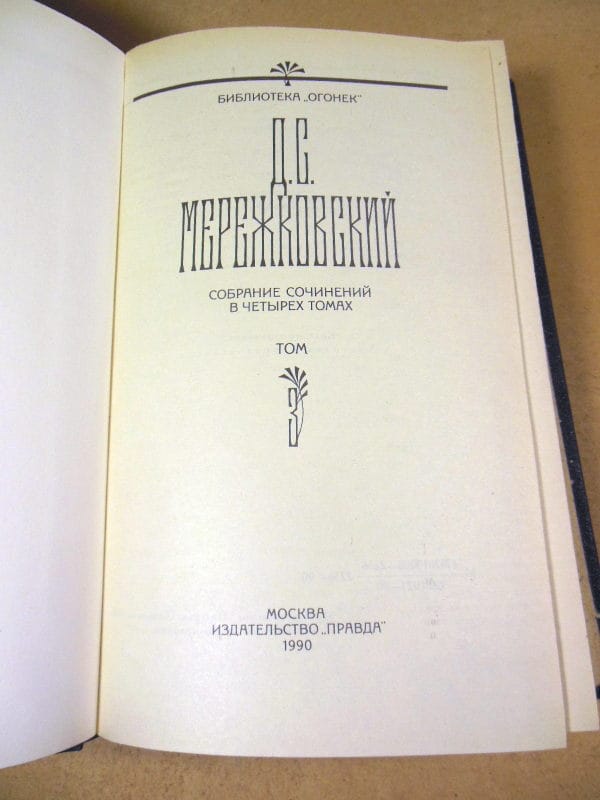 БИБЛИОТЕКА „ОГОНЕК"
Д.С.
МЕРЕЖКОВСКИЙ
СОБРАНИЕ СОЧИНЕНИЙ
В ЧЕТЫРЕХ ТОМАХ
ТОМ
3
МОСКВА
ИЗДАТЕЛЬСТВО „ПРАВДА"
1990